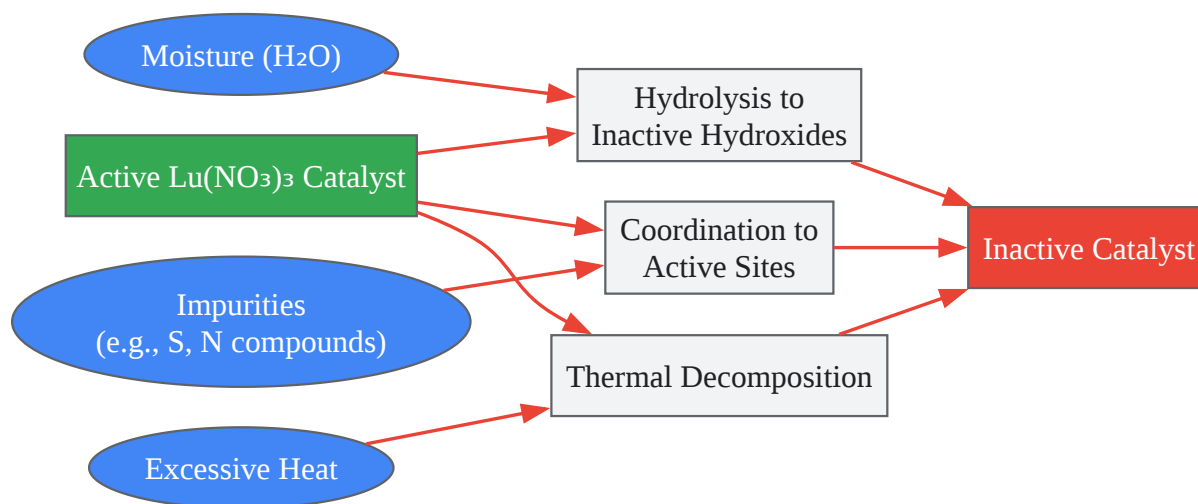 Moisture (H₂O)
Hydrolysis to
Inactive Hydroxides
Active Lu(NO₃)₃ Catalyst
Coordination to
Active Sites
Inactive Catalyst
Impurities
(e.g., S, N compounds)
Thermal Decomposition
Excessive Heat